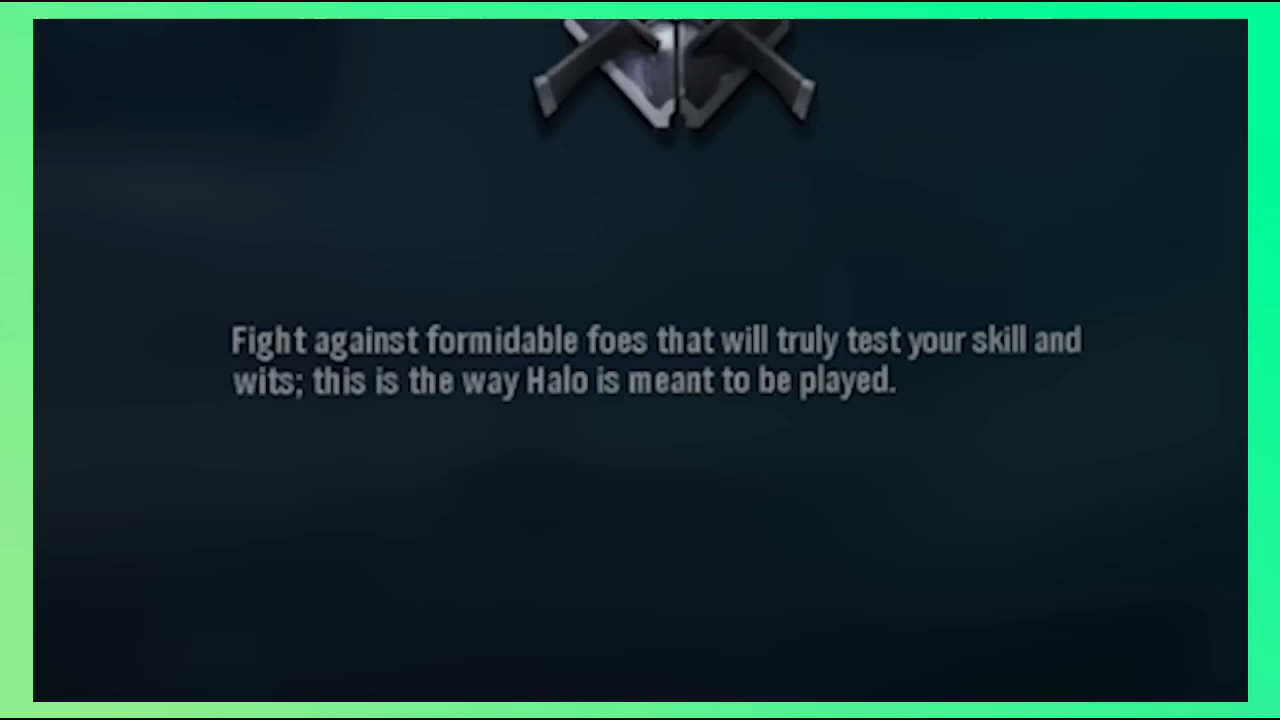 Fight against formidable foes that will truly test your skill and
wits; this is the way Halo is meant to be played.